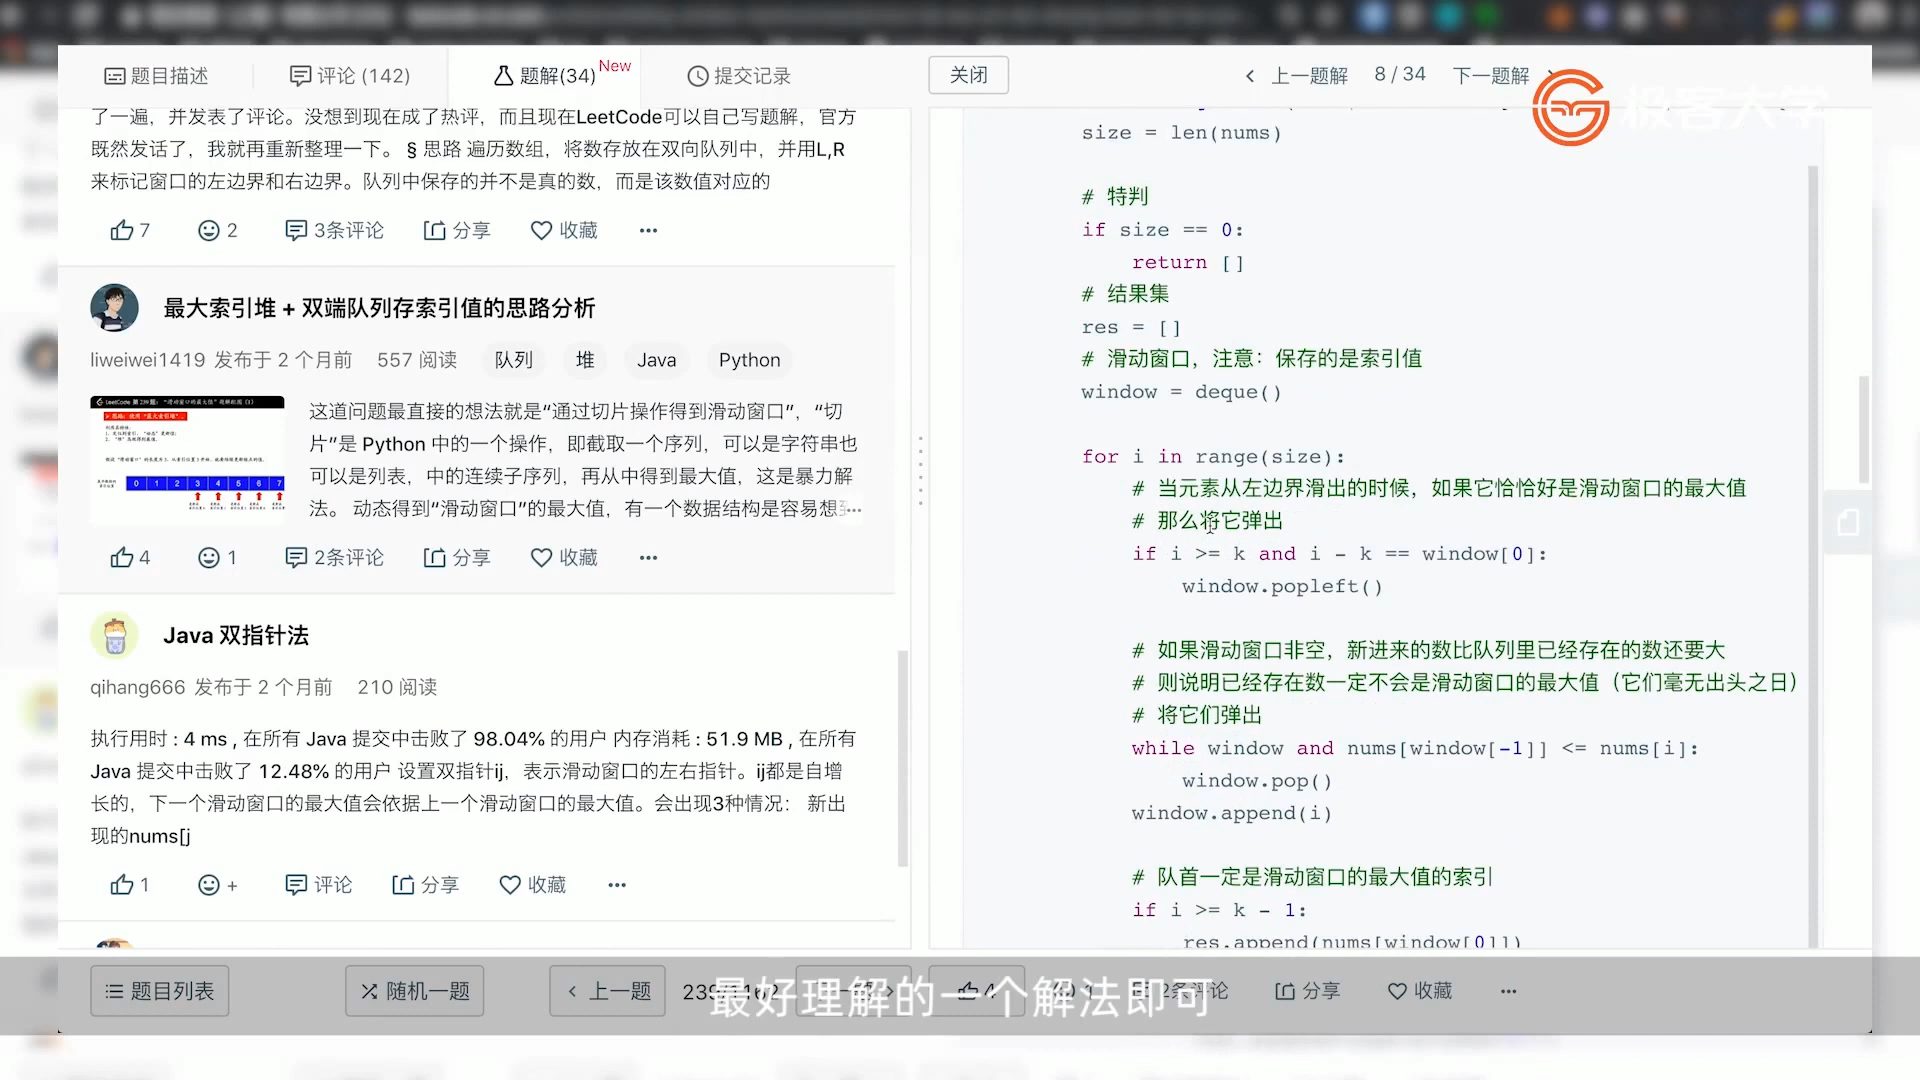 题目描述
评论 (142)
题解(34) New
提交记录
了一遍，并发表了评论。没想到现在成了热评，而且现在LeetCode可以自己写题解，官方
既然发话了，我就再重新整理一下。 § 思路 遍历数组，将数存放在双向队列中，并用L,R
来标记窗口的左边界和右边界。队列中保存的并不是真的数，而是该数值对应的
7 2 3条评论 分享 收藏
最大索引堆 + 双端队列存索引值的思路分析
liweiwei1419 发布于 2 个月前 557 阅读 队列 堆 Java Python
0 1 2 3 4 5 6 7
这道问题最直接的想法就是“通过切片操作得到滑动窗口”，“切
片”是 Python 中的一个操作，即截取一个序列，可以是字符串也
可以是列表，中的连续子序列，再从中得到最大值，这是暴力解
法。 动态得到“滑动窗口”的最大值，有一个数据结构是容易想到...
4 1 2条评论 分享 收藏
Java 双指针法
qihang666 发布于 2 个月前 210 阅读
执行用时 : 4 ms , 在所有 Java 提交中击败了 98.04% 的用户 内存消耗 : 51.9 MB , 在所有
Java 提交中击败了 12.48% 的用户 设置双指针ij，表示滑动窗口的左右指针。ij都是自增
长的，下一个滑动窗口的最大值会依据上一个滑动窗口的最大值。会出现3种情况： 新出
现的nums[j
1 + 评论 分享 收藏
关闭
上一题解 8 / 34 下一题解
极客大学
size = len(nums)
# 特判
if size == 0:
return []
# 结果集
res = []
# 滑动窗口，注意：保存的是索引值
window = deque()
for i in range(size):
# 当元素从左边界滑出的时候，如果它恰恰好是滑动窗口的最大值
# 那么将它弹出
if i >= k and i - k == window[0]:
window.popleft()
# 如果滑动窗口非空，新进来的数比队列里已经存在的数还要大
# 则说明已经存在数一定不会是滑动窗口的最大值（它们毫无出头之日）
# 将它们弹出
while window and nums[window[-1]] <= nums[i]:
window.pop()
window.append(i)
# 队首一定是滑动窗口的最大值的索引
if i >= k - 1:
res.append(nums[window[0]])
题目列表 随机一题 上一题
分享 收藏
最好理解的一个解法即可